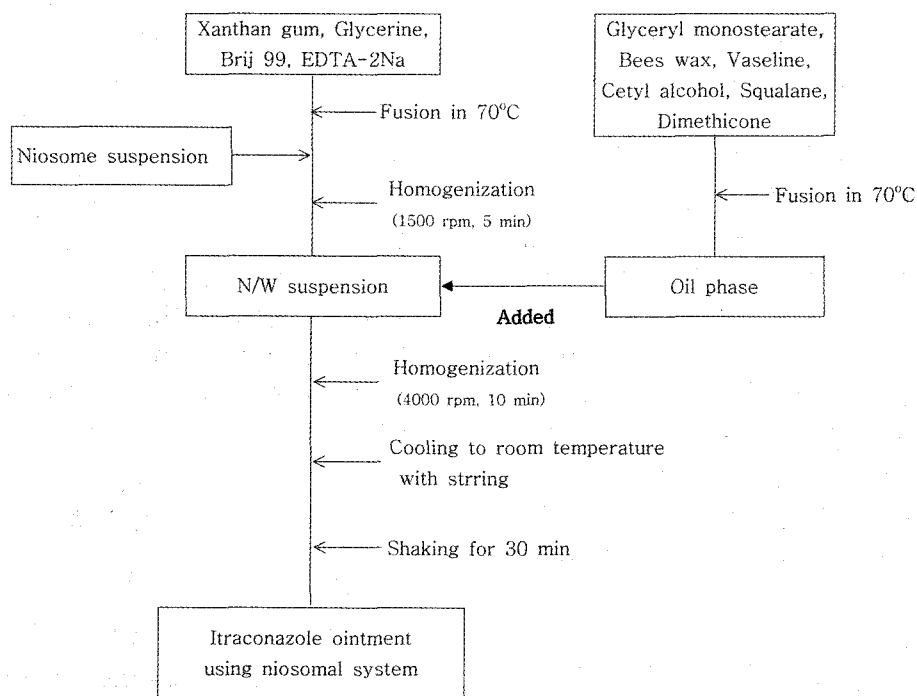 Xanthan gum, Glycerine,
Brij 99, EDTA-2Na
Glyceryl monostearate,
Bees wax, Vaseline,
Cetyl alcohol, Squalane,
Dimethicone
Fusion in 70°C
Niosome suspension
Homogenization
(1500 rpm, 5 min)
Fusion in 70°C
N/W suspension
Added
Oil phase
Homogenization
(4000 rpm, 10 min)
Cooling to room temperature
with strring
Shaking for 30 min
Itraconazole ointment
using niosomal system